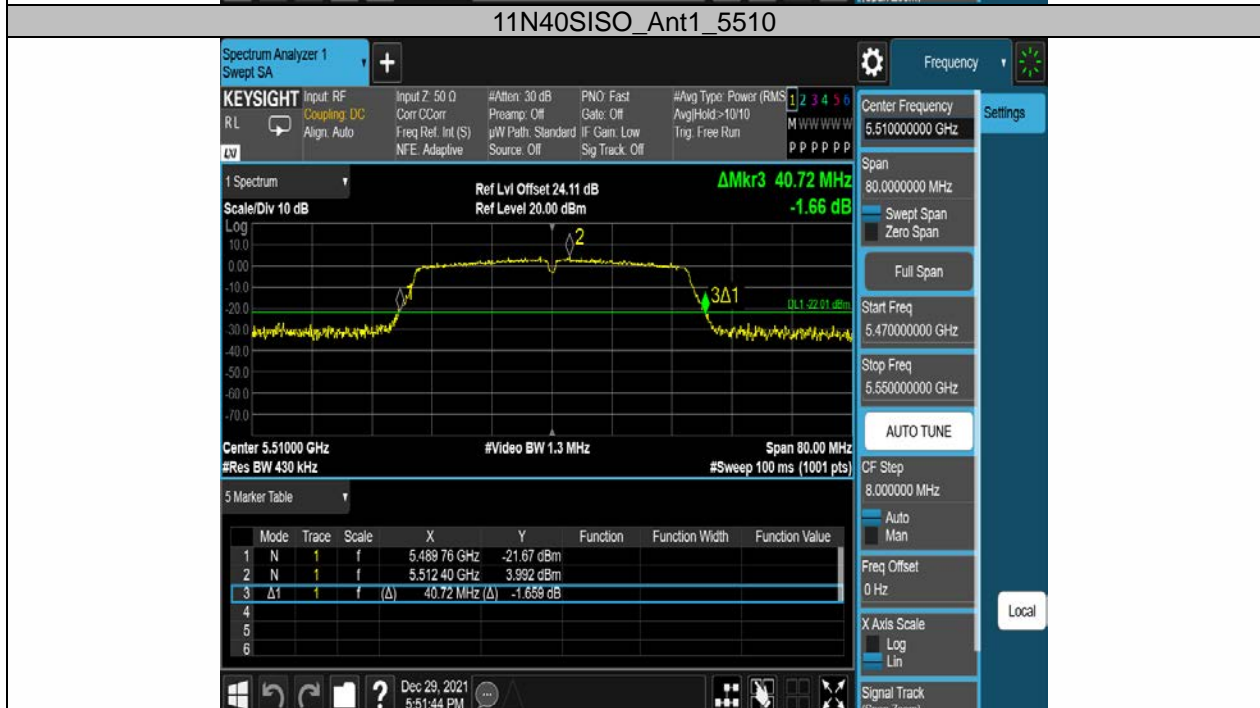 11N40SISO_Ant1_5510
Spectrum Analyzer 1
Swept SA
+
Frequency
KEYSIGHT Input: RF Input Z: 50 Ω #Atten: 30 dB PNO: Fast #Avg Type: Power (RMS 1 2 3 4 5 6
RL Coupling: DC Corr CCorr Preamp: Off Gate: Off Avg|Hold:>10/10 M W W W W W
Align: Auto Freq Ref: Int (S) µW Path: Standard IF Gain: Low Trig: Free Run
LXI NFE: Adaptive Source: Off Sig Track: Off P P P P P P
1 Spectrum
Ref Lvl Offset 24.11 dB ΔMkr3 40.72 MHz
Scale/Div 10 dB Ref Level 20.00 dBm -1.66 dB
Log
10.0
0.00
-10.0
-20.0
-30.0
-40.0
-50.0
-60.0
-70.0
2
1
3Δ1
DL1 -22.01 dBm
Center 5.51000 GHz #Video BW 1.3 MHz Span 80.00 MHz
#Res BW 430 kHz #Sweep 100 ms (1001 pts)
5 Marker Table
Mode Trace Scale X Y Function Function Width Function Value
1 N 1 f 5.489 76 GHz -21.67 dBm
2 N 1 f 5.512 40 GHz 3.992 dBm
3 Δ1 1 f (Δ) 40.72 MHz (Δ) -1.659 dB
4
5
6
Dec 29, 2021
5:51:44 PM
Center Frequency
5.510000000 GHz
Settings
Span
80.0000000 MHz
Swept Span
Zero Span
Full Span
Start Freq
5.470000000 GHz
Stop Freq
5.550000000 GHz
AUTO TUNE
CF Step
8.000000 MHz
Auto
Man
Freq Offset
0 Hz
Local
X Axis Scale
Log
Lin
Signal Track